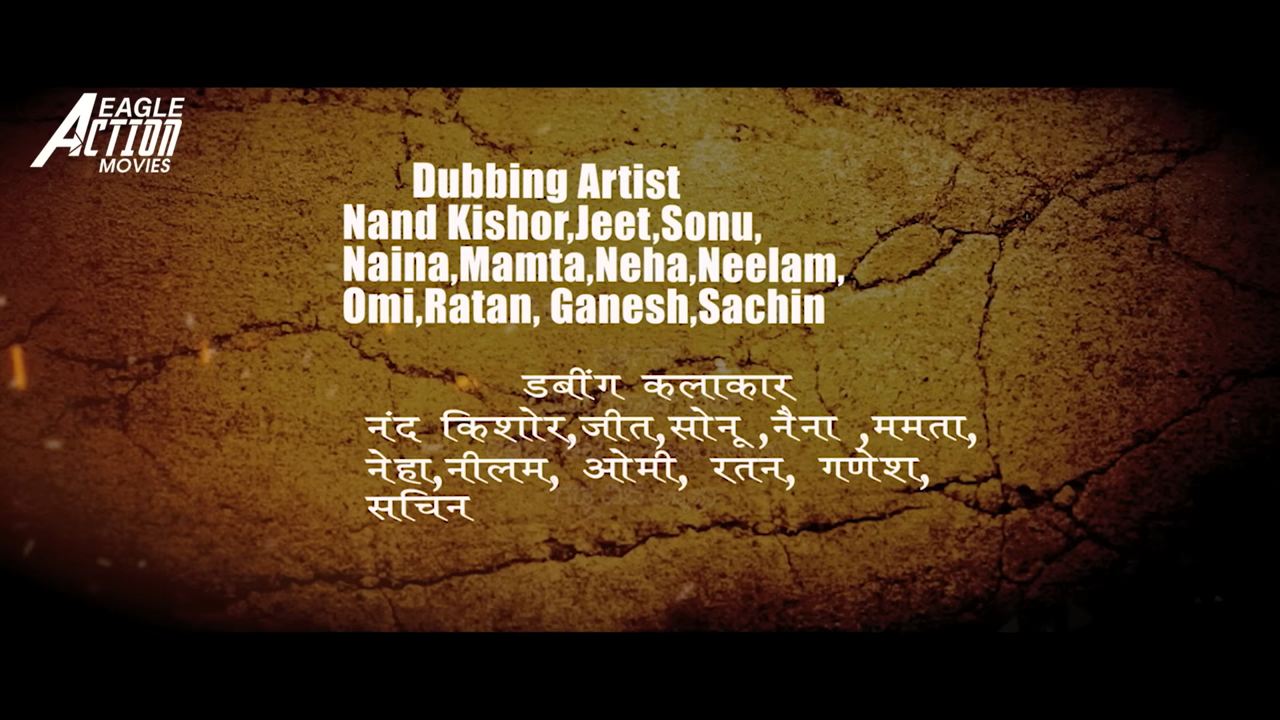 EAGLE
ACTION
MOVIES
Dubbing Artist
Nand Kishor,Jeet,Sonu,
Naina,Mamta,Neha,Neelam,
Omi,Ratan, Ganesh,Sachin
डबींग कलाकार
नंद किशोर,जीत,सोनू ,नैना ,ममता,
नेहा,नीलम, ओमी, रतन, गणेश,
सचिन